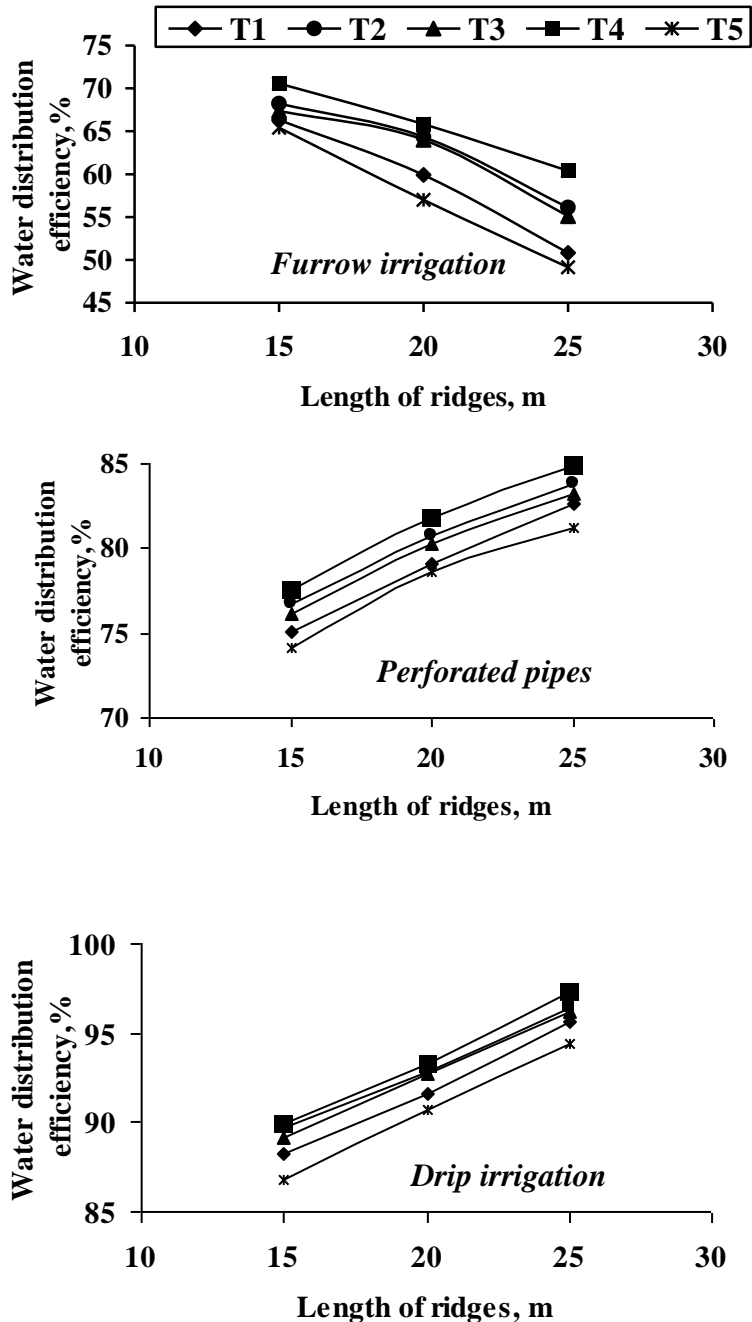 T1 T2 T3 T4 T5
Water distribution
efficiency,%
75
70
65
60
55
50
45
Furrow irrigation
10 15 20 25 30
Length of ridges, m
Water distribution
efficiency,%
85
80
75
70
Perforated pipes
10 15 20 25 30
Length of ridges, m
Water distribution
efficiency,%
100
95
90
85
Drip irrigation
10 15 20 25 30
Length of ridges, m